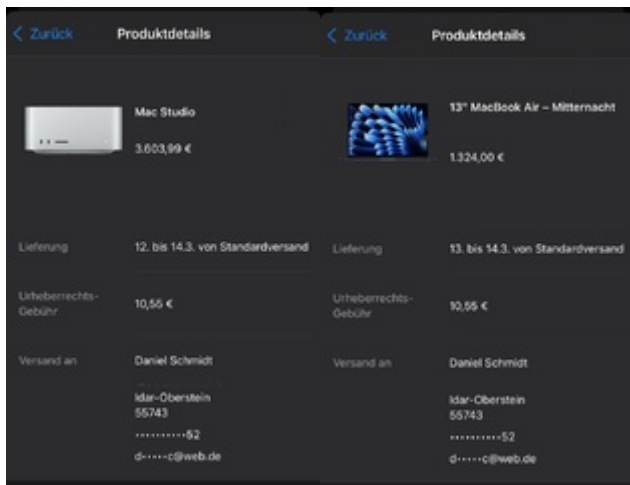 Zurück
Produktdetails
Mac Studio
3.603,99 €
Lieferung
12. bis 14.3. von Standardversand
Urheberrechts-
Gebühr
10,55 €
Versand an
Daniel Schmidt
Idar-Oberstein
55743
••••••••••52
d•••••c@web.de
Zurück
Produktdetails
13" MacBook Air – Mitternacht
1.324,00 €
Lieferung
13. bis 14.3. von Standardversand
Urheberrechts-
Gebühr
10,55 €
Versand an
Daniel Schmidt
Idar-Oberstein
55743
••••••••••52
d•••••c@web.de